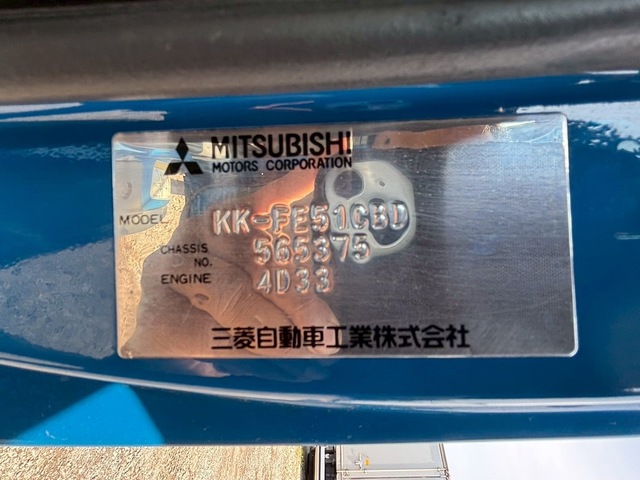 MITSUBISHI
MOTORS CORPORATION
MODEL KK-FE51CBD
CHASSIS NO. 565375
ENGINE 4D33
三菱自動車工業株式会社